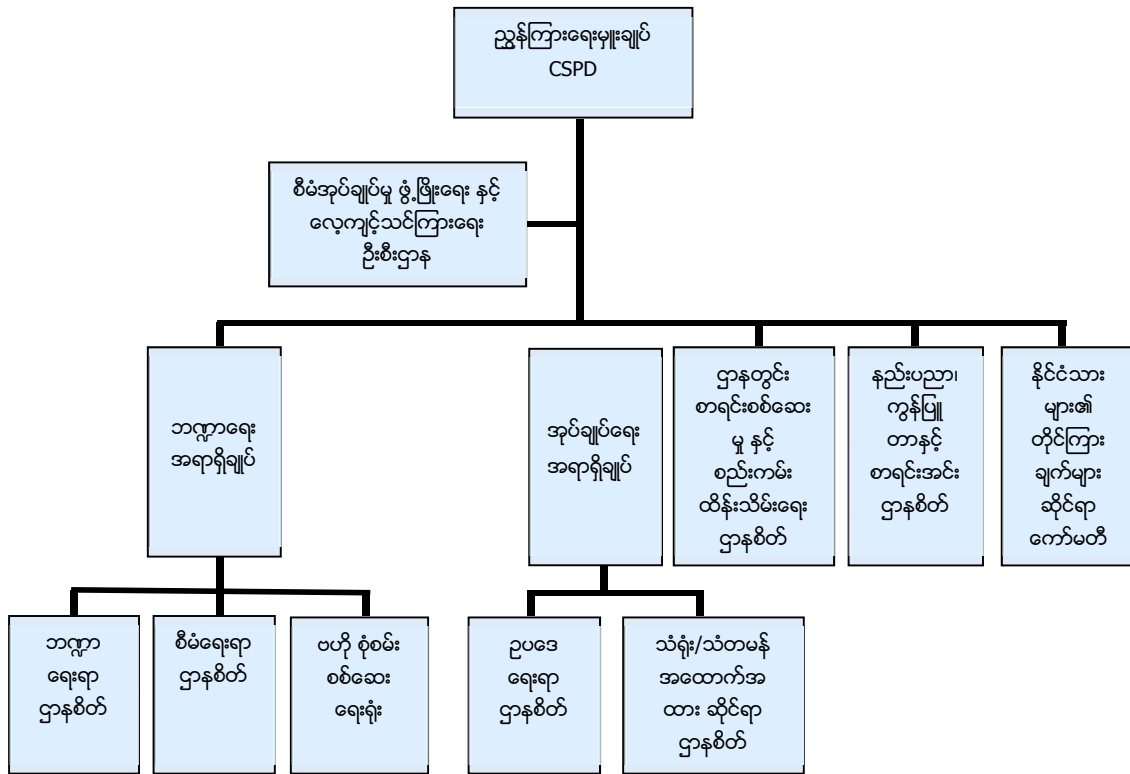 ညွှန်ကြားရေးမှူးချုပ်
CSPD
စီမံအုပ်ချုပ်မှု ဖွံ့ဖြိုးရေး နှင့်
လေ့ကျင့်သင်ကြားရေး
ဦးစီးဌာန
ဘဏ္ဍာရေး
အရာရှိချုပ်
အုပ်ချုပ်ရေး
အရာရှိချုပ်
ဌာနတွင်း
စာရင်းစစ်ဆေး
မှု နှင့်
စည်းကမ်း
ထိန်းသိမ်းရေး
ဌာနစိတ်
နည်းပညာ၊
ကွန်ပြူ
တာနှင့်
စာရင်းအင်း
ဌာနစိတ်
နိုင်ငံသား
များ၏
တိုင်ကြား
ချက်များ
ဆိုင်ရာ
ကော်မတီ
ဘဏ္ဍာ
ရေးရာ
ဌာနစိတ်
စီမံရေးရာ
ဌာနစိတ်
ဗဟို စုံစမ်း
စစ်ဆေး
ရေးရုံး
ဥပဒေ
ရေးရာ
ဌာနစိတ်
သံရုံး/သံတမန်
အထောက်အ
ထား ဆိုင်ရာ
ဌာနစိတ်